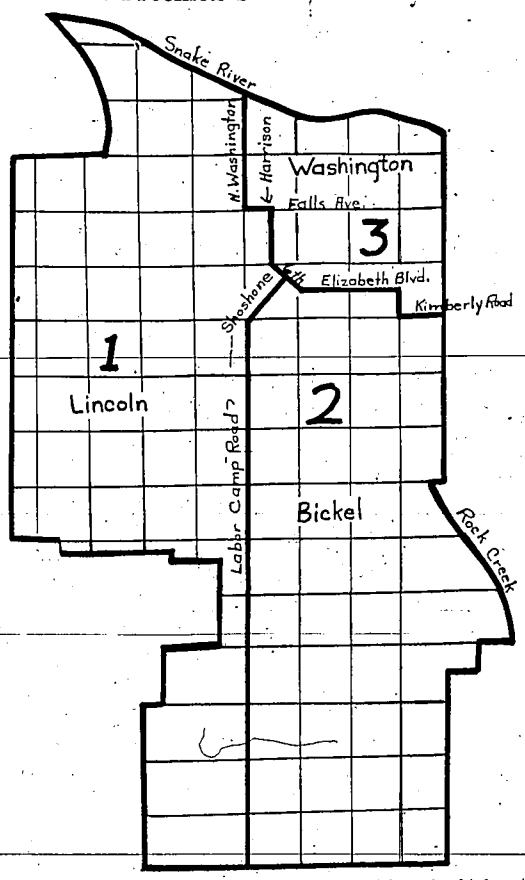 Snake River
N. Washington
← Harrison
Washington
Falls Ave.
3
6th
Elizabeth Blvd.
Shoshone
Kimberly Road
1
Lincoln
2
Labor Camp Road
Bickel
Rock Creek